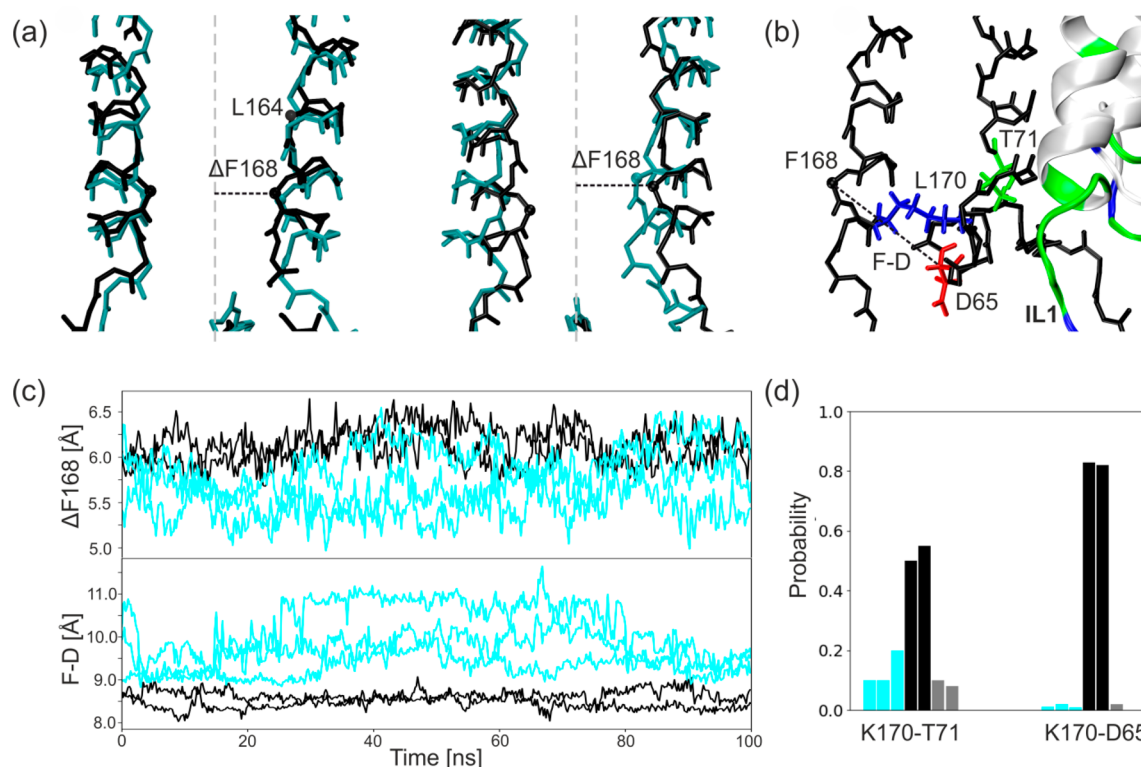 (a)
L164
ΔF168
ΔF168
(b)
F168
L170
T71
F-D
D65
IL1
(c)
ΔF168 [Å]
6.5
6.0
5.5
5.0
F-D [Å]
11.0
10.0
9.0
8.0
0 20 40 60 80 100
Time [ns]
(d)
Probability
1.0
0.8
0.6
0.4
0.2
0.0
K170-T71 K170-D65